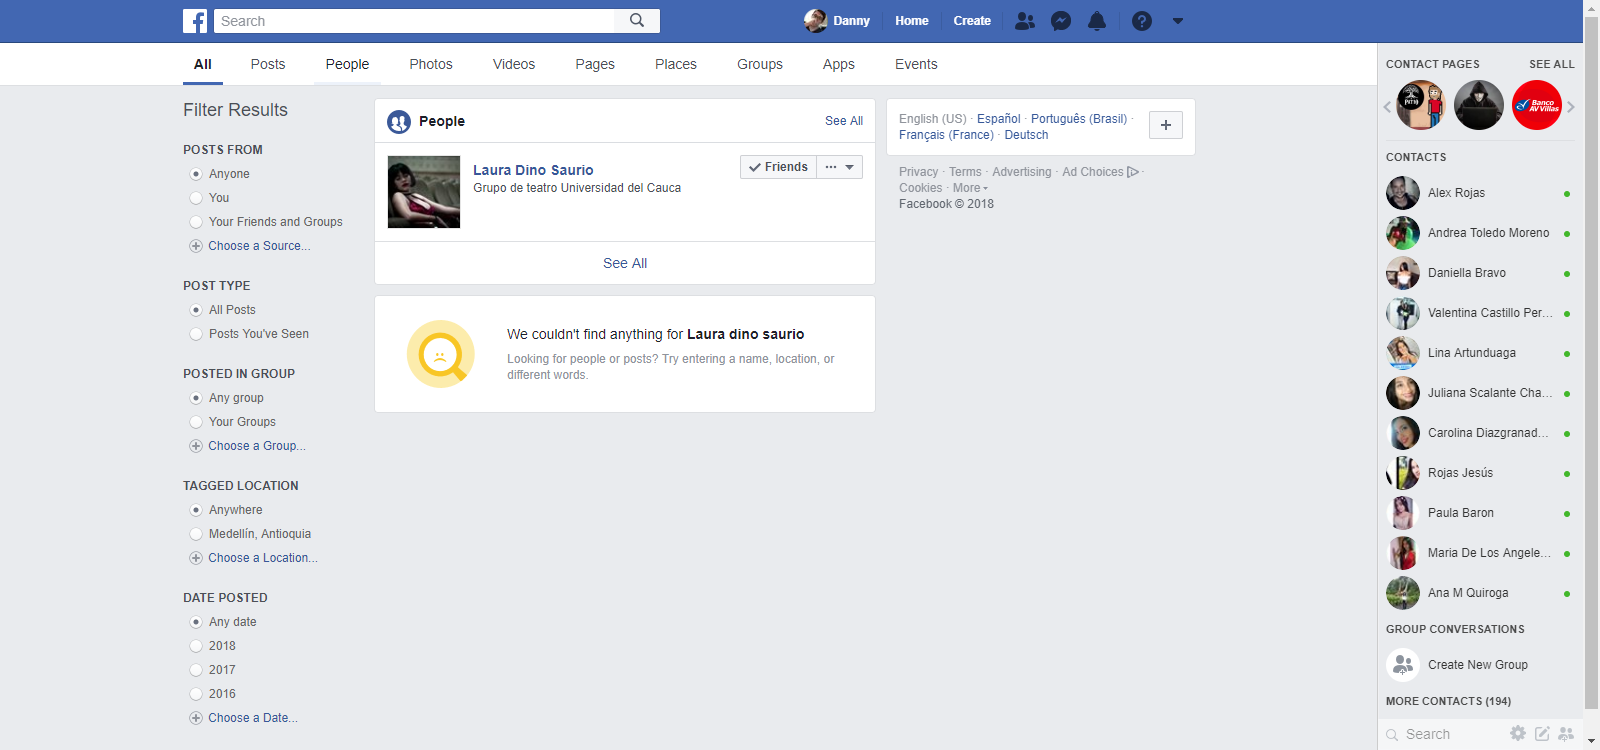 Search
Danny
Home
Create
All
Posts
People
Photos
Videos
Pages
Places
Groups
Apps
Events
Filter Results
POSTS FROM
Anyone
You
Your Friends and Groups
Choose a Source...
POST TYPE
All Posts
Posts You've Seen
POSTED IN GROUP
Any group
Your Groups
Choose a Group...
TAGGED LOCATION
Anywhere
Medellín, Antioquia
Choose a Location...
DATE POSTED
Any date
2018
2017
2016
Choose a Date...
People
See All
Laura Dino Saurio
Grupo de teatro Universidad del Cauca
Friends
See All
We couldn't find anything for Laura dino saurio
Looking for people or posts? Try entering a name, location, or
different words.
English (US) · Español · Português (Brasil) ·
Français (France) · Deutsch
Privacy · Terms · Advertising · Ad Choices ·
Cookies · More
Facebook © 2018
CONTACT PAGES
SEE ALL
Banco
AV Villas
CONTACTS
Alex Rojas
Andrea Toledo Moreno
Daniella Bravo
Valentina Castillo Per...
Lina Artunduaga
Juliana Scalante Cha...
Carolina Diazgranad...
Rojas Jesús
Paula Baron
Maria De Los Angele...
Ana M Quiroga
GROUP CONVERSATIONS
Create New Group
MORE CONTACTS (194)
Search